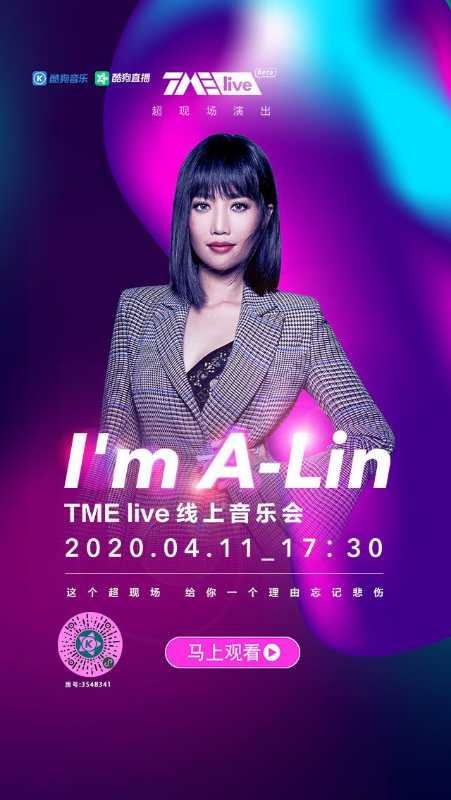 酷狗音乐 酷狗直播 TME live Beta
超现场演出
I'm A-Lin
TME live 线上音乐会
2020.04.11_17:30
这个超现场 给你一个理由忘记悲伤
马上观看
房号:3548341